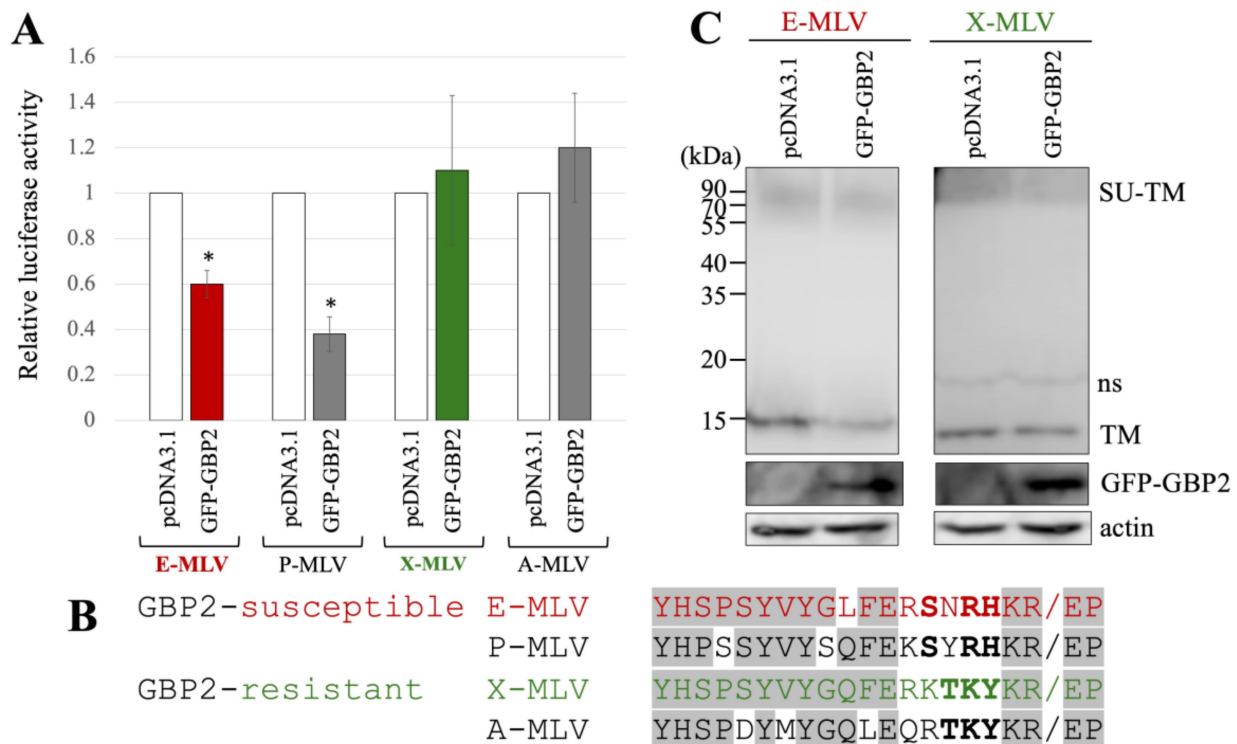 A
1.6
1.4
1.2
1
0.8
0.6
0.4
0.2
0
Relative luciferase activity
*
*
pcDNA3.1
GFP-GBP2
pcDNA3.1
GFP-GBP2
pcDNA3.1
GFP-GBP2
pcDNA3.1
GFP-GBP2
E-MLV
P-MLV
X-MLV
A-MLV
C
E-MLV
X-MLV
pcDNA3.1
GFP-GBP2
pcDNA3.1
GFP-GBP2
(kDa)
90
70
55
40
35
20
15
SU-TM
ns
TM
GFP-GBP2
actin
B
GBP2-susceptible E-MLV YHSPSYVYGLFERSNRHKR/EP
P-MLV YHPSSYVYSQFEKSYRHKR/EP
GBP2-resistant X-MLV YHSPSYVYGQFERKTKYKR/EP
A-MLV YHSPDYMYGQLEQRTKYKR/EP